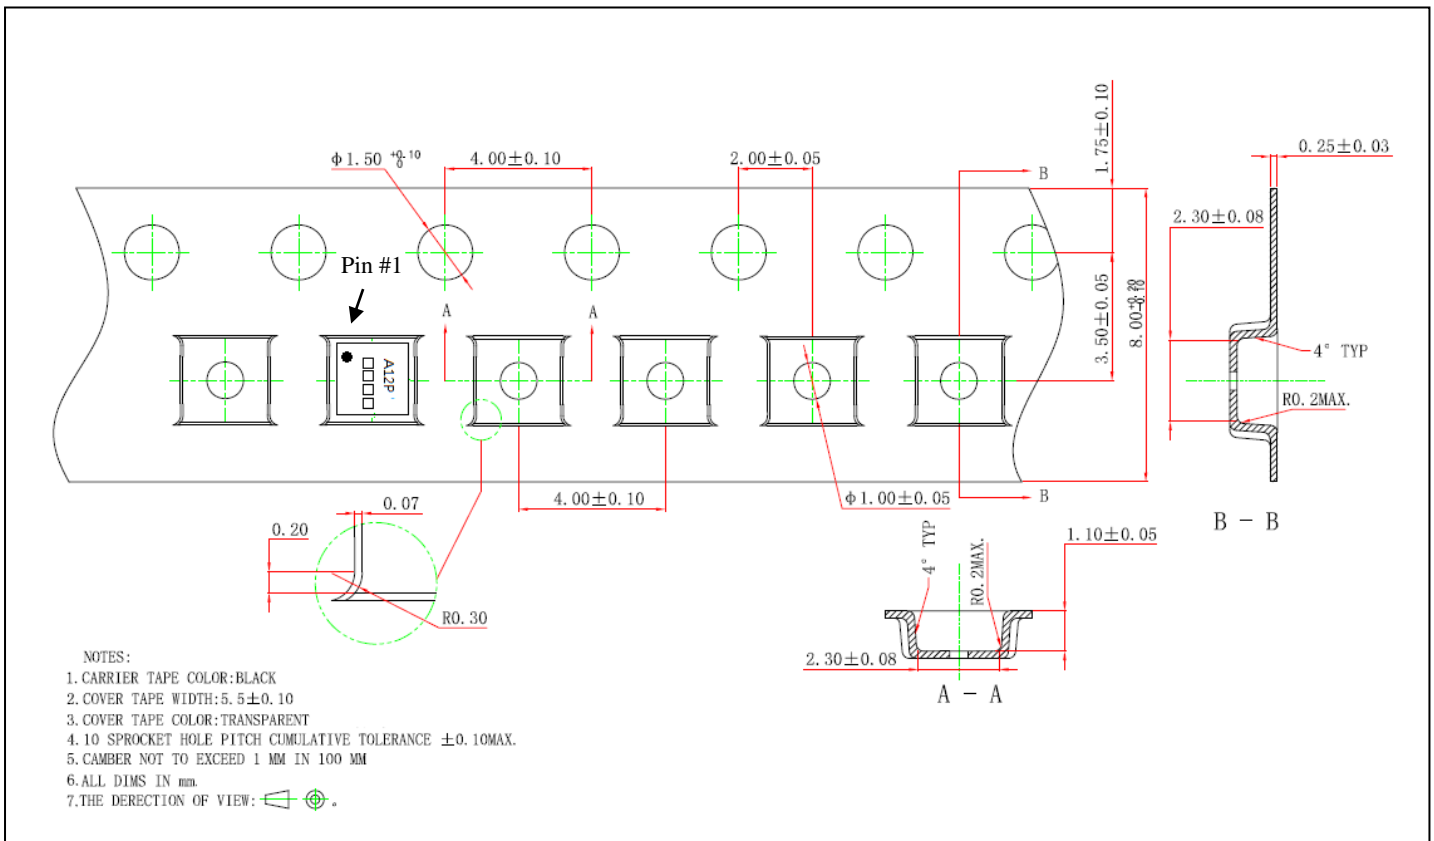 1.75±0.10
0.25±0.03
φ1.50 +0.10 0
4.00±0.10
2.00±0.05
B
2.30±0.08
Pin #1
A
A
3.50±0.05
4° TYP
A12P
R0.2MAX.
4.00±0.10
φ1.00±0.05
B
B - B
0.07
0.20
4° TYP
R0.2MAX.
1.10±0.05
R0.30
2.30±0.08
A - A
NOTES:
1. CARRIER TAPE COLOR:BLACK
2. COVER TAPE WIDTH:5.5±0.10
3. COVER TAPE COLOR:TRANSPARENT
4. 10 SPROCKET HOLE PITCH CUMULATIVE TOLERANCE ±0.10MAX.
5. CAMBER NOT TO EXCEED 1 MM IN 100 MM
6. ALL DIMS IN mm.
7. THE DERECTION OF VIEW: